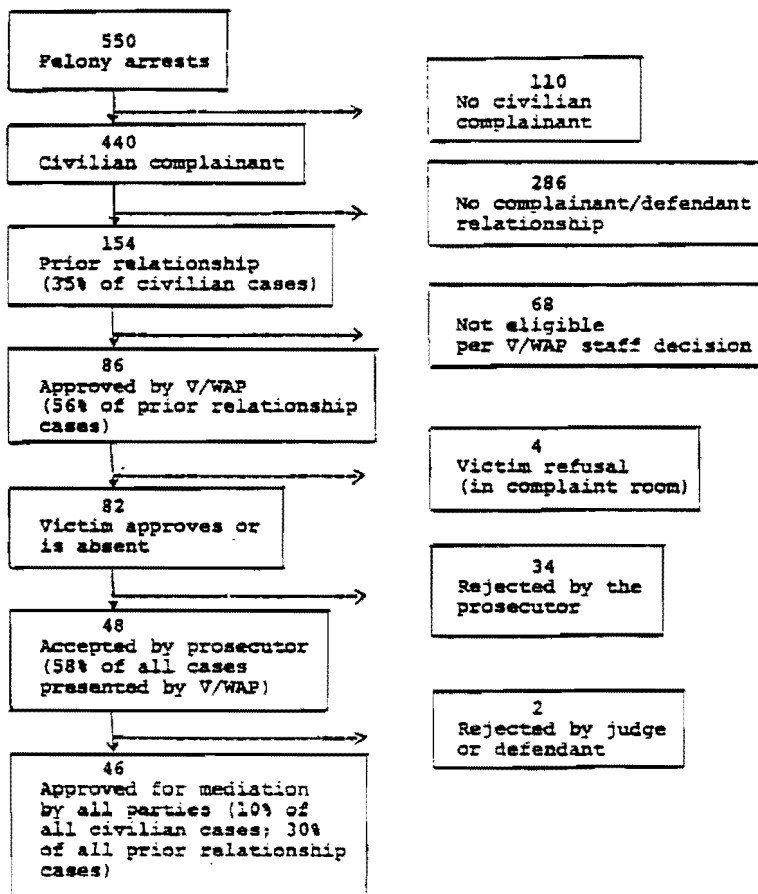 550
Felony arrests
110
No civilian
complainant
440
Civilian complainant
286
No complainant/defendant
relationship
154
Prior relationship
(35% of civilian cases)
68
Not eligible
per V/WAP staff decision
86
Approved by V/WAP
(56% of prior relationship
cases)
4
Victim refusal
(in complaint room)
82
Victim approves or
is absent
34
Rejected by the
prosecutor
48
Accepted by prosecutor
(58% of all cases
presented by V/WAP)
2
Rejected by judge
or defendant
46
Approved for mediation
by all parties (10% of
all civilian cases; 30%
of all prior relationship
cases)